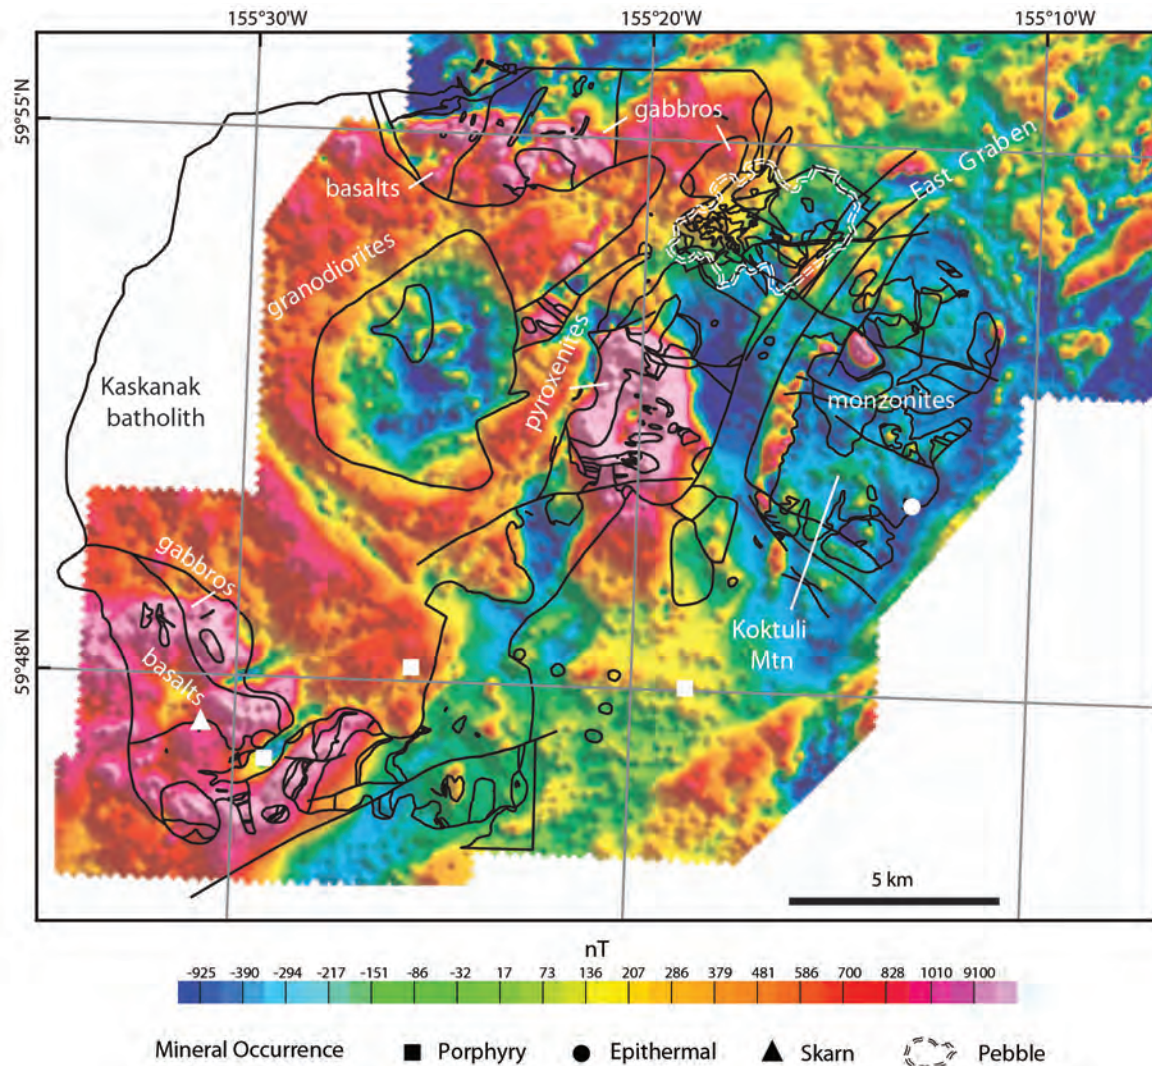 155°30'W
155°20'W
155°10'W
59°55'N
gabbros
East Graben
basalts
granodiorites
pyroxenites
Kaskanak
batholith
monzonites
gabbros
Koktuli
Mtn
59°48'N
basalts
5 km
nT
-925 -390 -294 -217 -151 -86 -32 17 73 136 207 286 379 481 586 700 828 1010 9100
Mineral Occurrence Porphyry Epithermal Skarn Pebble